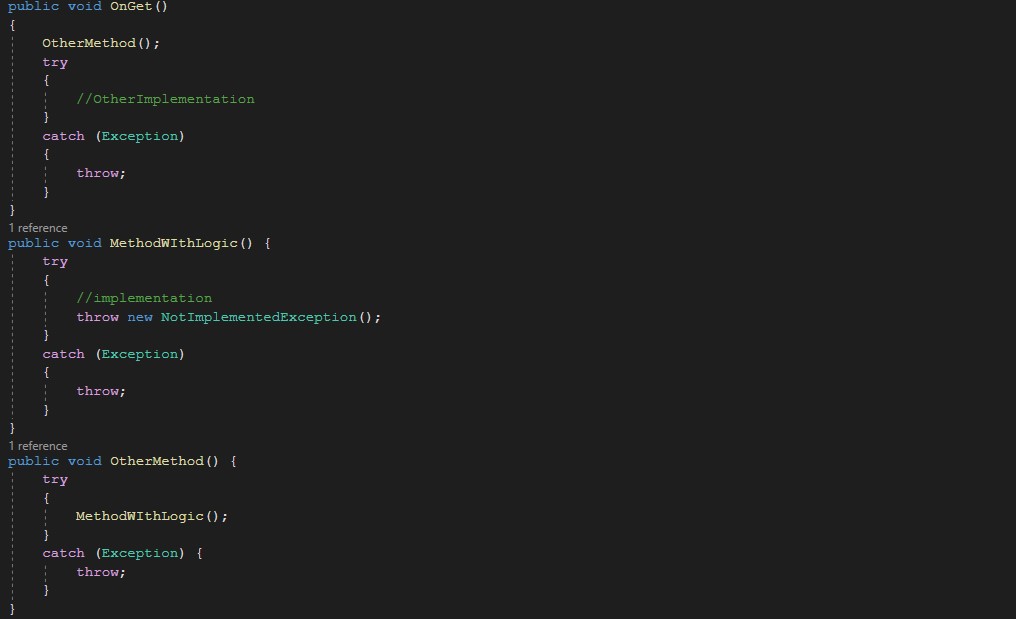 public void OnGet()
{
OtherMethod();
try
{
//OtherImplementation
}
catch (Exception)
{
throw;
}
}
1 reference
public void MethodWIthLogic() {
try
{
//implementation
throw new NotImplementedException();
}
catch (Exception)
{
throw;
}
}
1 reference
public void OtherMethod() {
try
{
MethodWIthLogic();
}
catch (Exception) {
throw;
}
}